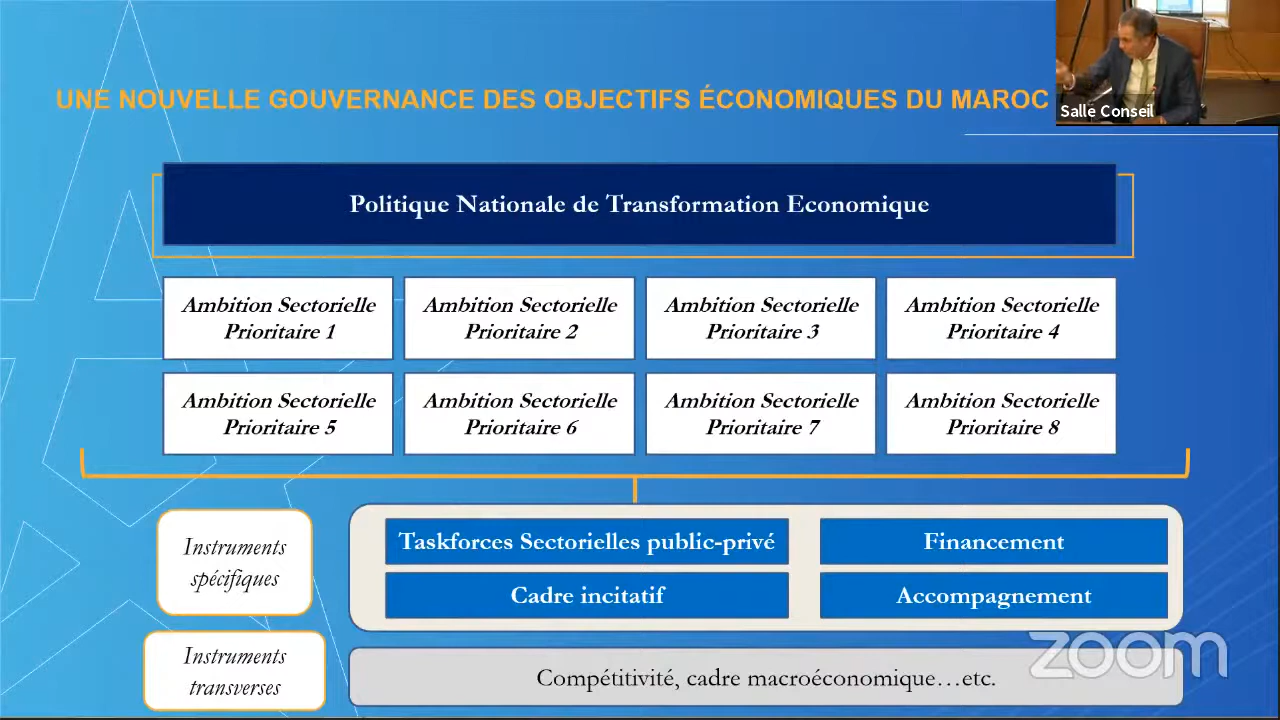 UNE NOUVELLE GOUVERNANCE DES OBJECTIFS ÉCONOMIQUES DU MAROC
Salle Conseil
Politique Nationale de Transformation Economique
Ambition Sectorielle
Prioritaire 1
Ambition Sectorielle
Prioritaire 2
Ambition Sectorielle
Prioritaire 3
Ambition Sectorielle
Prioritaire 4
Ambition Sectorielle
Prioritaire 5
Ambition Sectorielle
Prioritaire 6
Ambition Sectorielle
Prioritaire 7
Ambition Sectorielle
Prioritaire 8
Instruments
spécifiques
Taskforces Sectorielles public-privé
Financement
Cadre incitatif
Accompagnement
Instruments
transverses
Compétitivité, cadre macroéconomique…etc.
zoom